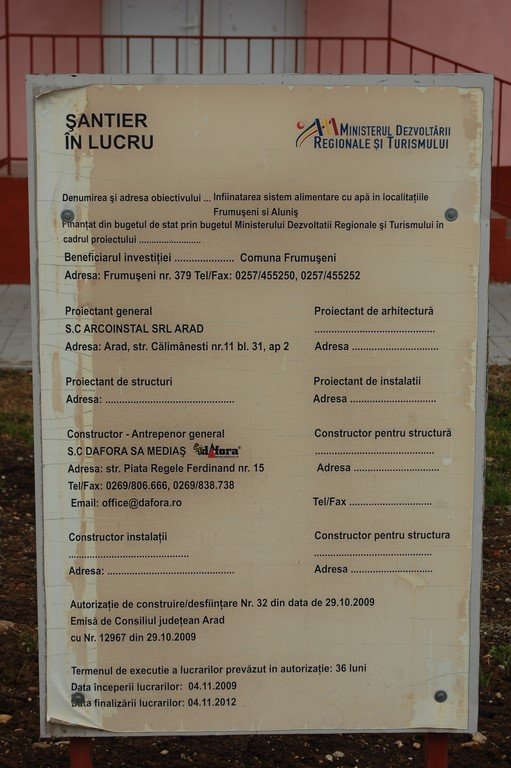 ŞANTIER
ÎN LUCRU
MINISTERUL DEZVOLTĂRII
REGIONALE ŞI TURISMULUI
Denumirea şi adresa obiectivului ... Infiinatarea sistem alimentare cu apă in localitaţiile
Frumuşeni si Aluniş
Finanţat din bugetul de stat prin bugetul Ministerului Dezvoltatii Regionale şi Turismului în
cadrul proiectului .........................
Beneficiarul investiţiei ..................... Comuna Frumuşeni
Adresa: Frumuşeni nr. 379 Tel/Fax: 0257/455250, 0257/455252
Proiectant general
S.C ARCOINSTAL SRL ARAD
Adresa: Arad, str. Călimânesti nr.11 bl. 31, ap 2
Proiectant de arhitectură
........................................
Adresa .............................
Proiectant de structuri
Adresa: ...........................................
Proiectant de instalatii
Adresa .............................
Constructor - Antrepenor general
S.C DAFORA SA MEDIAŞ dafora
Adresa: str. Piata Regele Ferdinand nr. 15
Tel/Fax: 0269/806.666, 0269/838.738
Email: office@dafora.ro
Constructor pentru structură
........................................
Adresa .............................
Tel/Fax ............................
Constructor instalaţii
........................................
Adresa: ...........................................
Constructor pentru structura
........................................
Adresa ............................
Autorizaţie de construire/desfiinţare Nr. 32 din data de 29.10.2009
Emisă de Consiliul judeţean Arad
cu Nr. 12967 din 29.10.2009
Termenul de executie a lucrarilor prevăzut in autorizaţie: 36 luni
Data începerii lucrarilor: 04.11.2009
Data finalizării lucrarilor: 04.11.2012